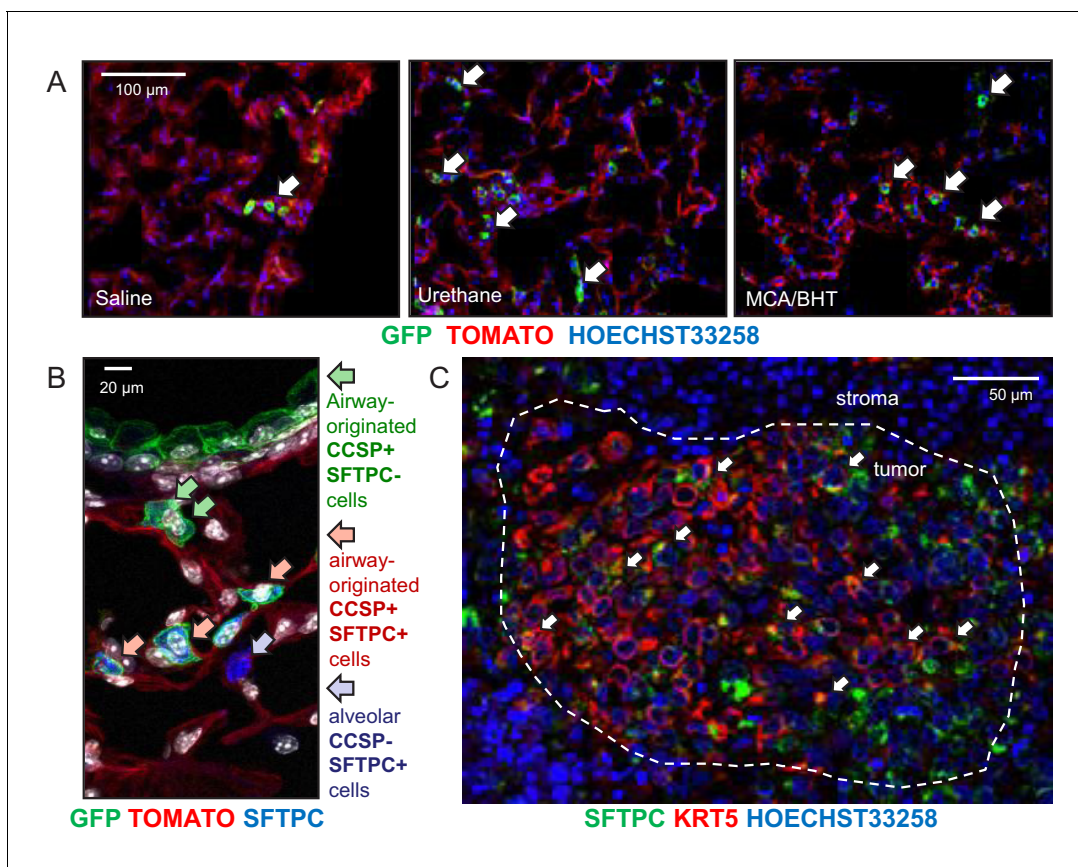 A
100 µm
Saline
Urethane
MCA/BHT
GFP TOMATO HOECHST33258
B
20 µm
Airway-
originated
CCSP+
SFTPC-
cells
airway-
originated
CCSP+
SFTPC+
cells
alveolar
CCSP-
SFTPC+
cells
GFP TOMATO SFTPC
C
50 µm
stroma
tumor
SFTPC KRT5 HOECHST33258